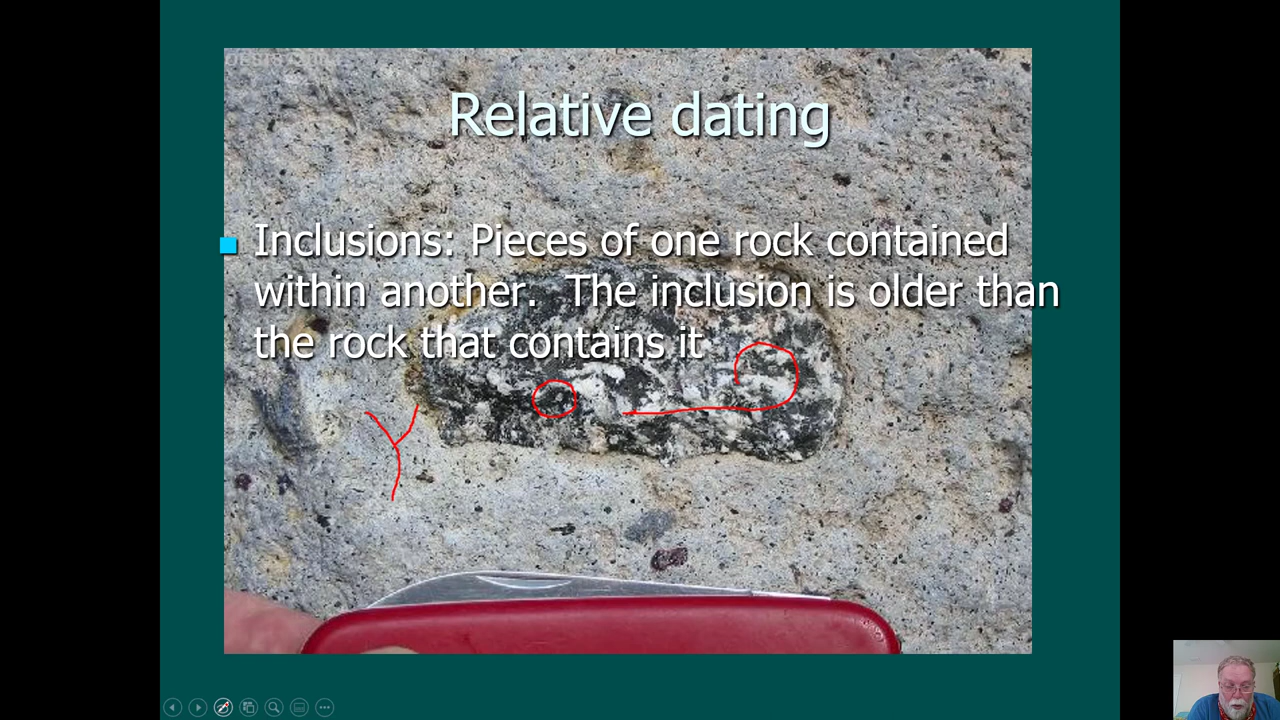 Relative dating
Inclusions: Pieces of one rock contained
within another. The inclusion is older than
the rock that contains it
Y